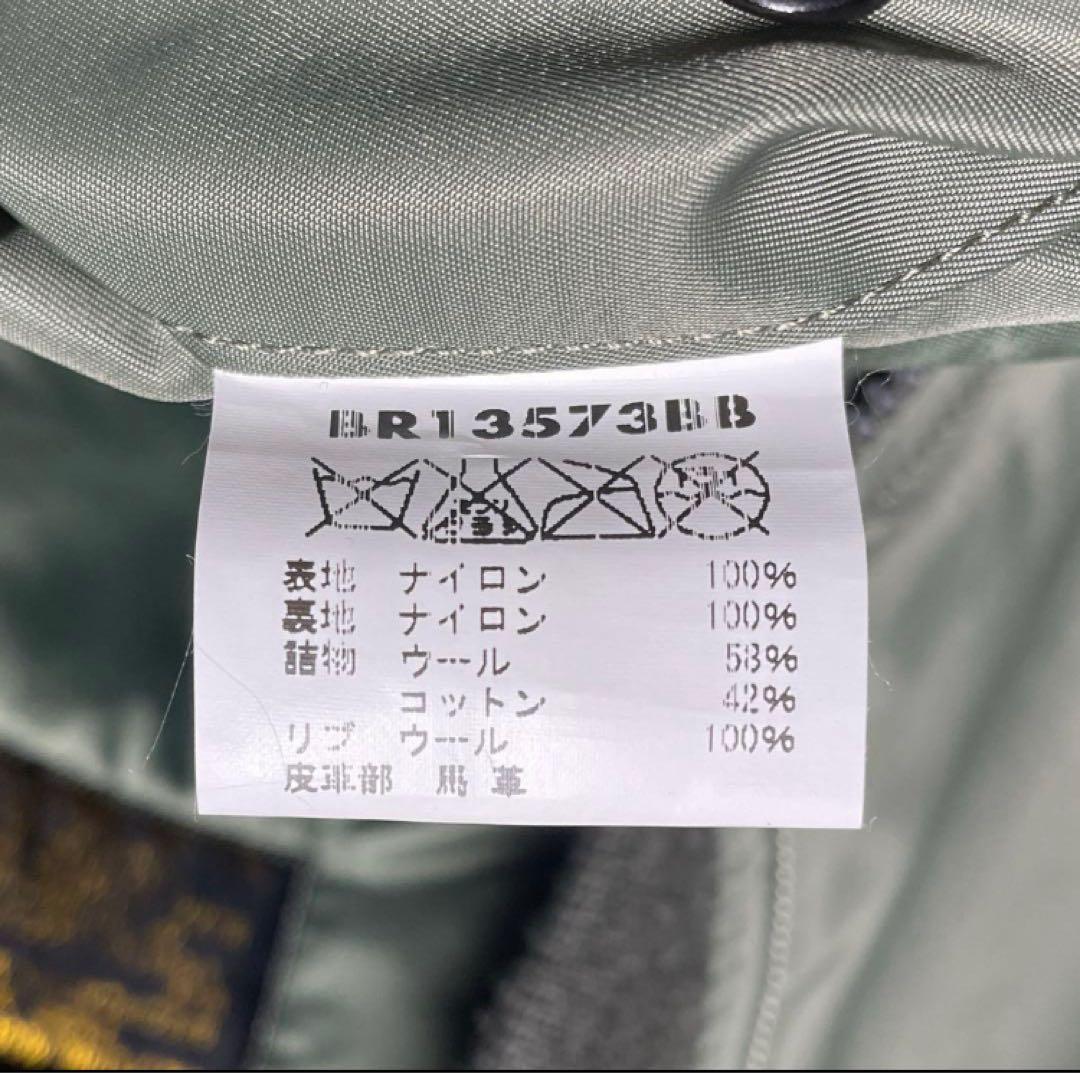 BR13573BB
表地 ナイロン 100%
裏地 ナイロン 100%
詰物 ウール 58%
コットン 42%
リブ ウール 100%
皮革部 馬革